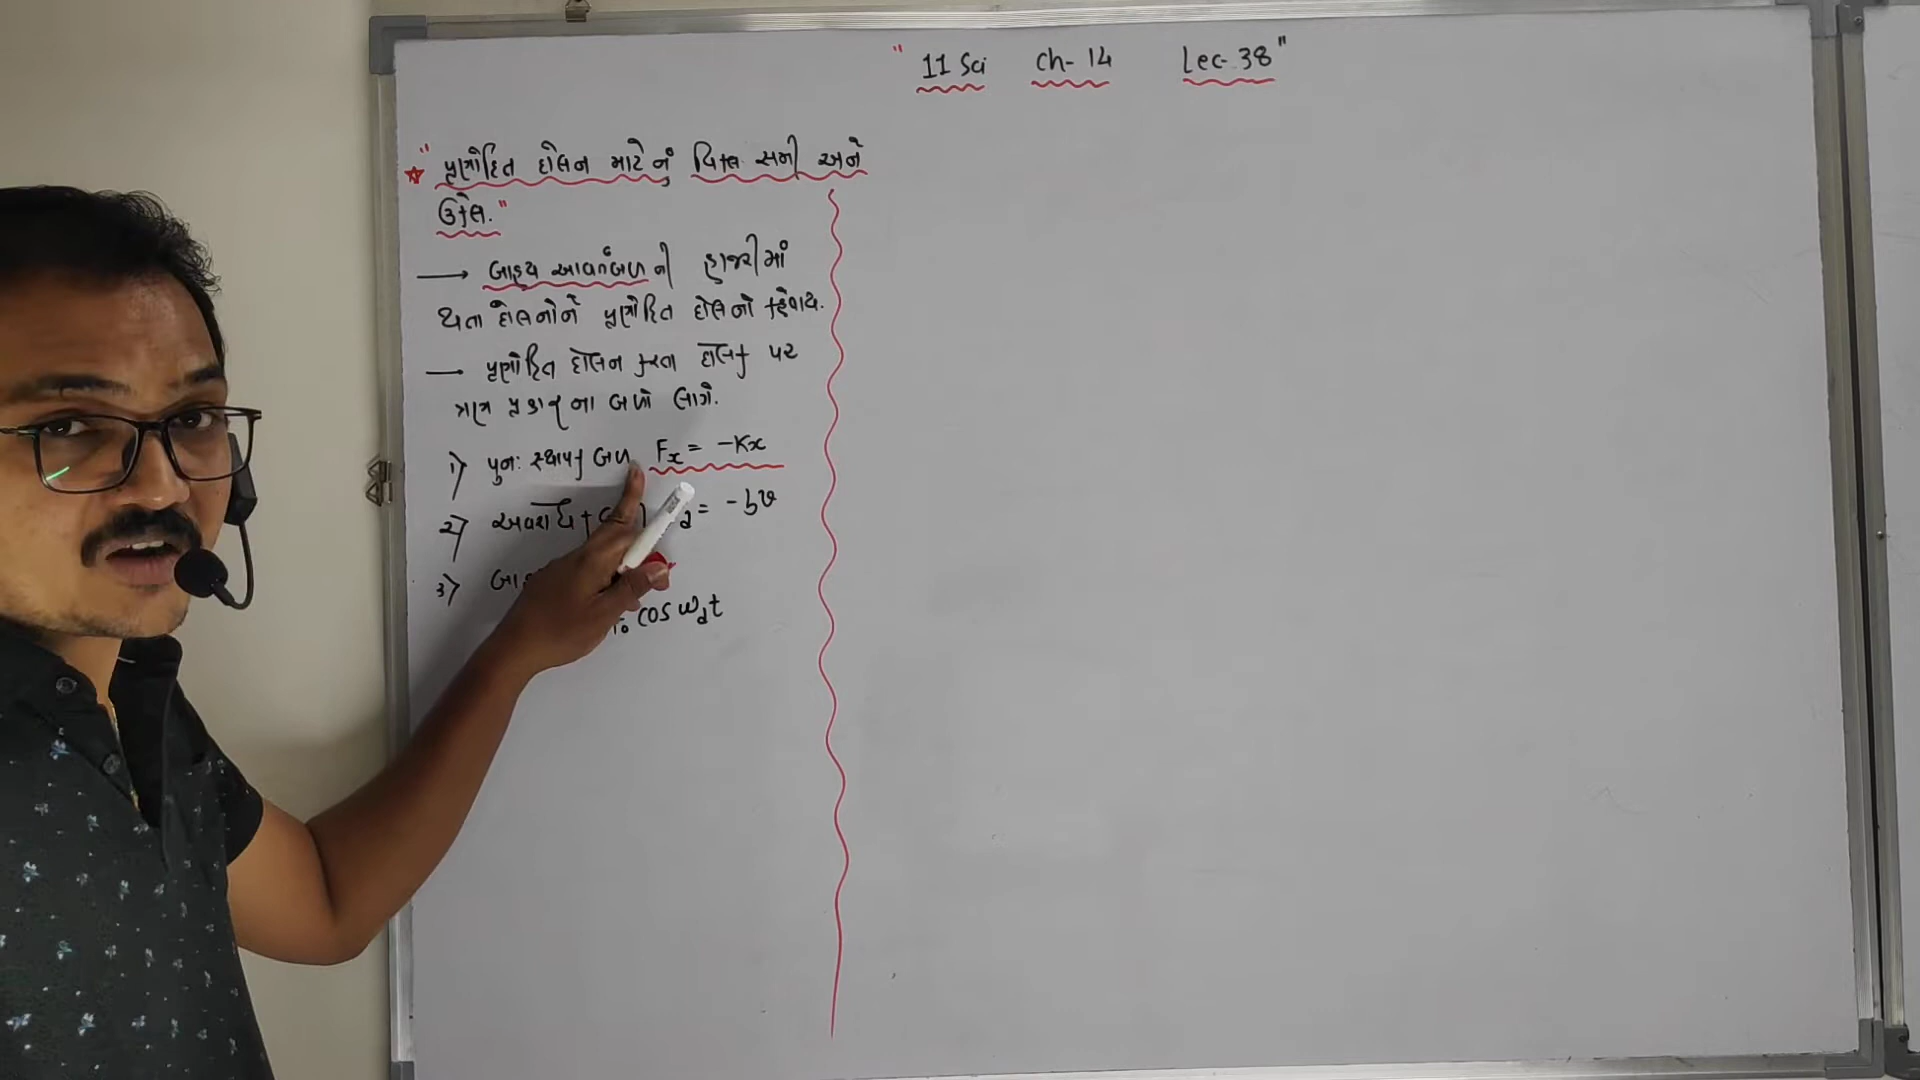 " 11 Sci Ch- 14 Lec- 38 "
" પ્રણોદિત દોલન માટેનું વિકલ સમી અને
ઉકેલ. "
→ બાહ્ય આવર્તબળની હાજરીમાં
થતા દોલનોને પ્રણોદિત દોલનો કહેવાય.
→ પ્રણોદિત દોલન કરતા દોલક પર
ત્રણ પ્રકારના બળો લાગે.
1) પુનઃ સ્થાપક બળ Fx = -Kx
2) અવરોધક = -bv
3)
cos ωdt